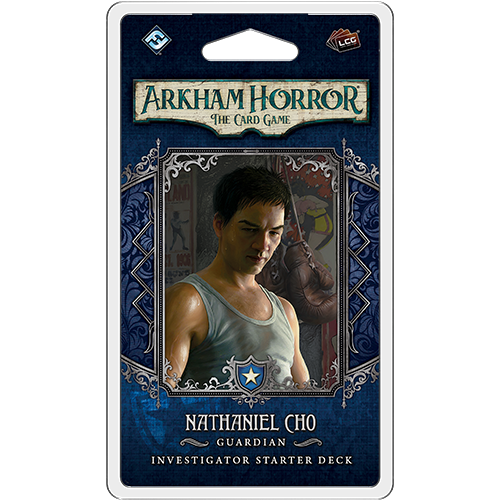 LCG
ARKHAM HORROR
THE CARD GAME
NATHANIEL CHO
GUARDIAN
INVESTIGATOR STARTER DECK